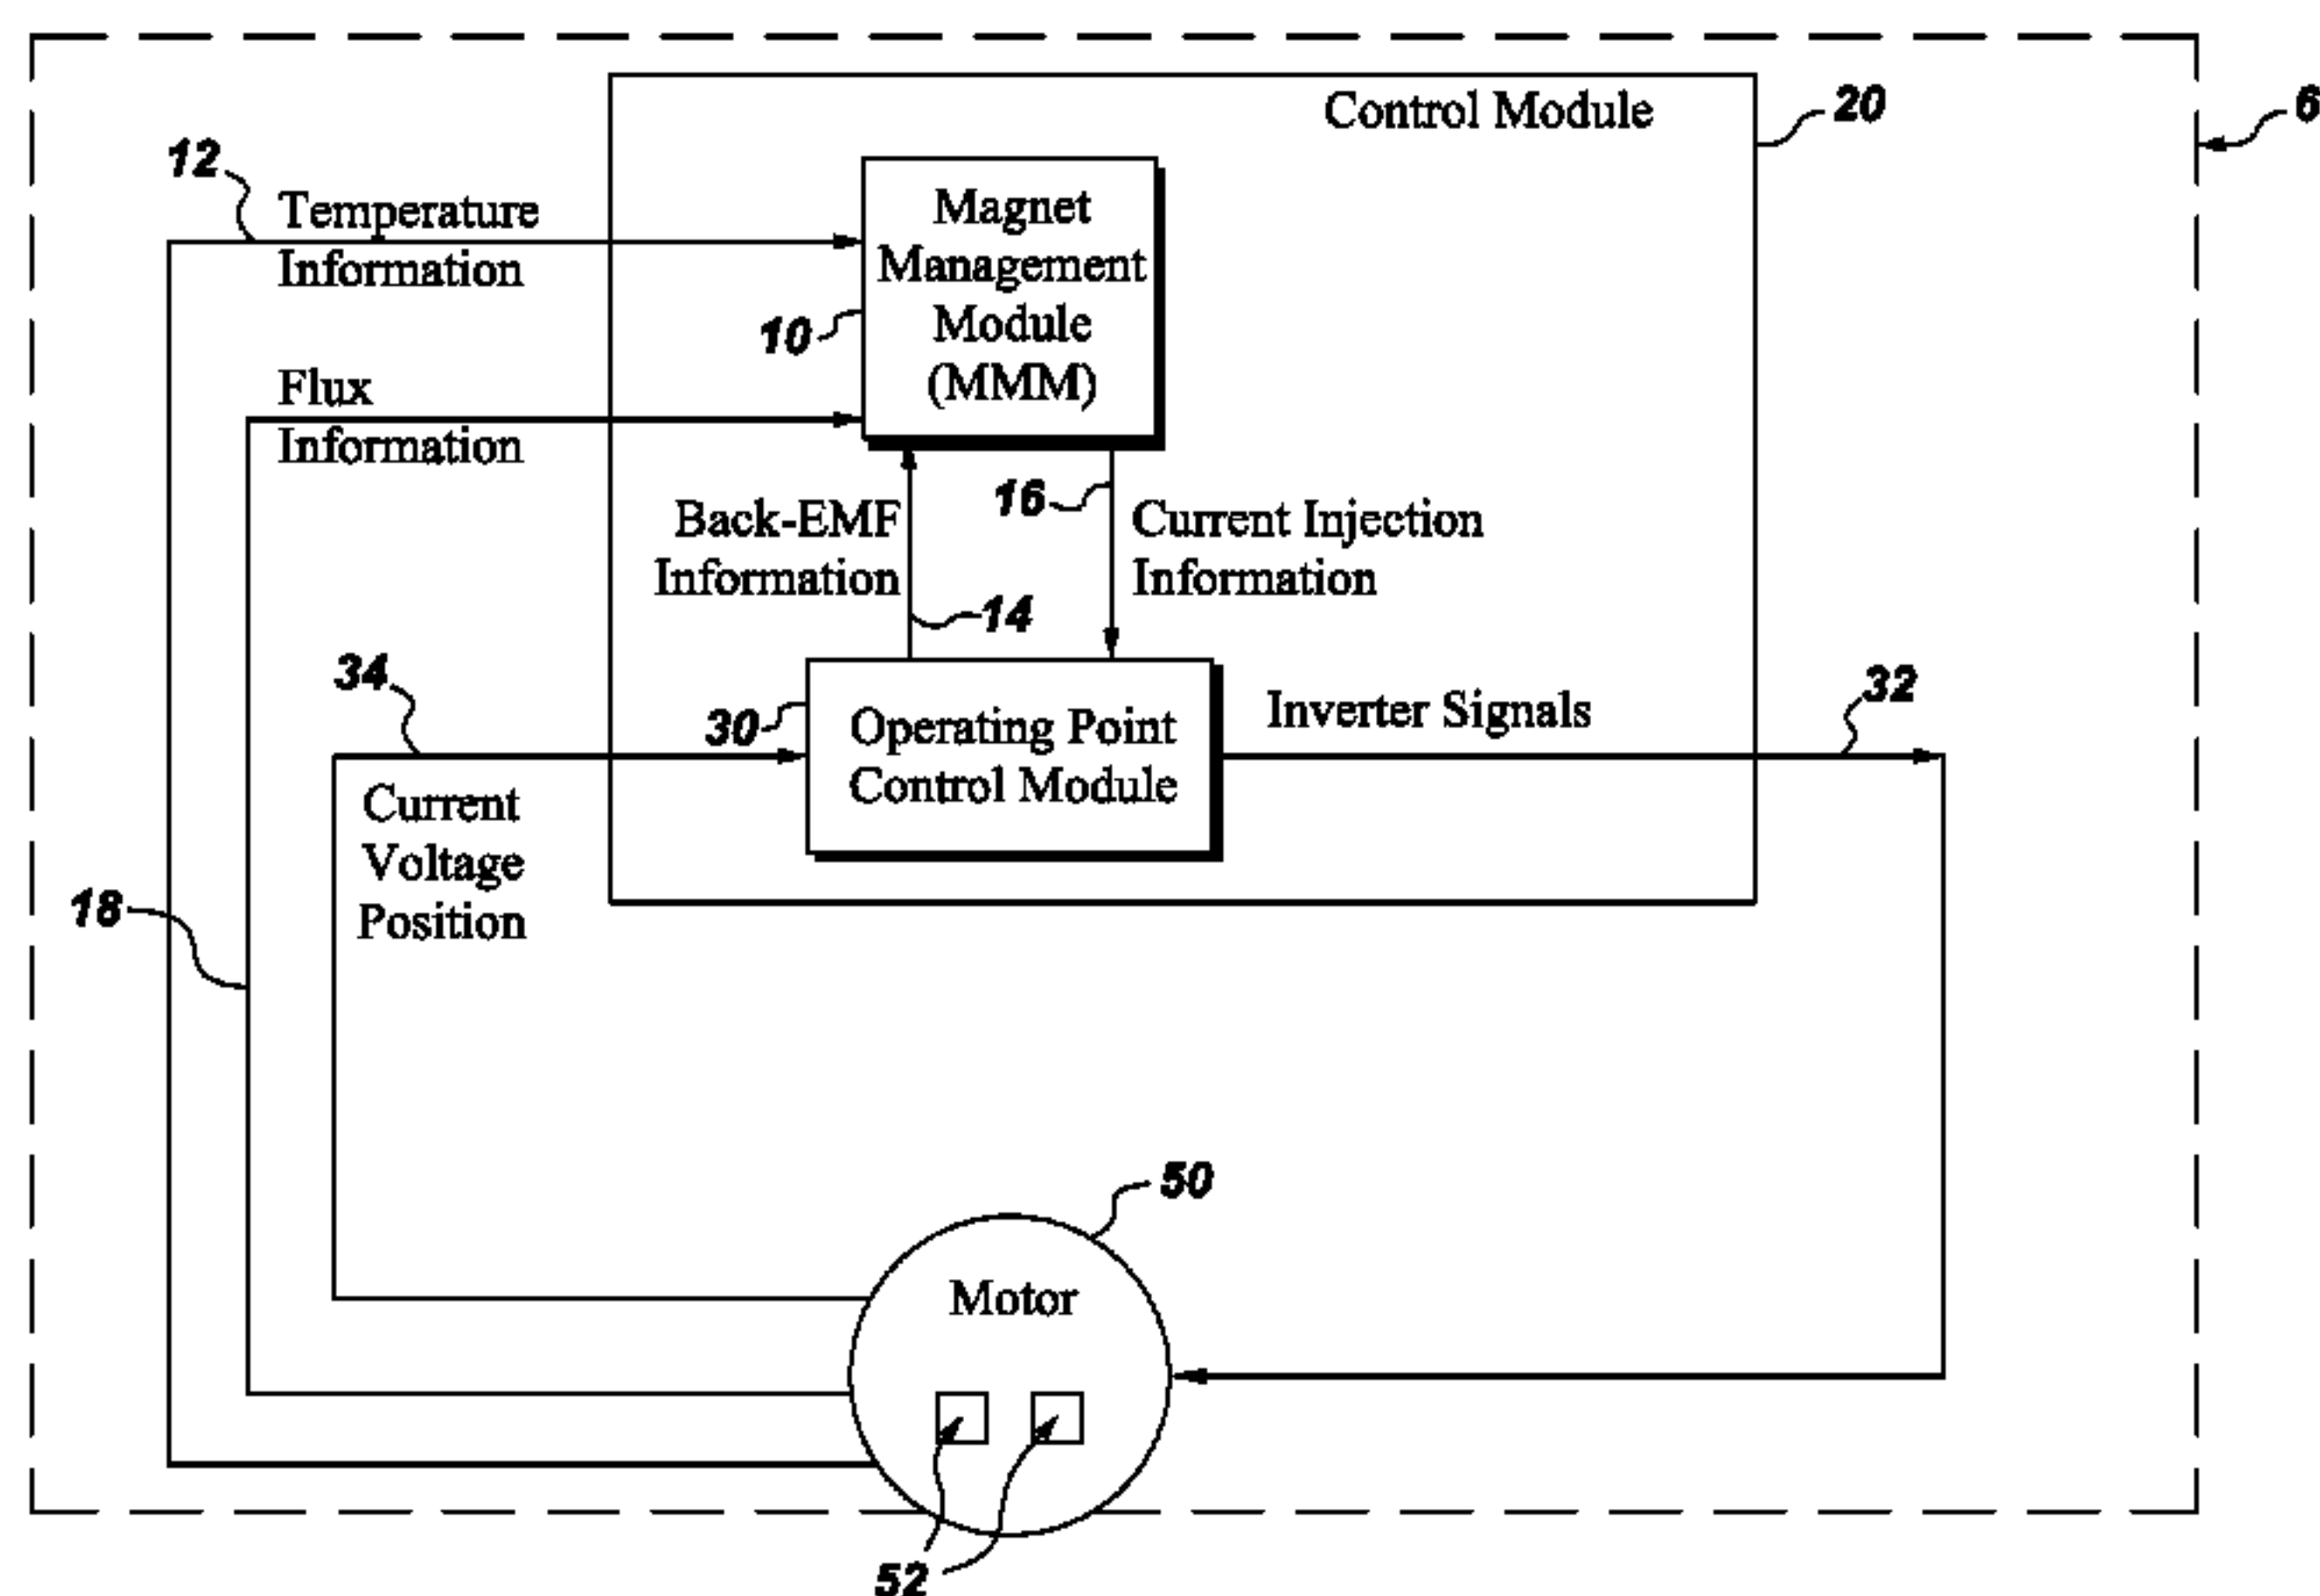 Control Module
20
6
12
Temperature
Information
Magnet
Management
Module
(MMM)
10
Flux
Information
Back-EMF
Information
14
16
Current Injection
Information
34
30
Operating Point
Control Module
Inverter Signals
32
Current
Voltage
Position
18
50
Motor
52